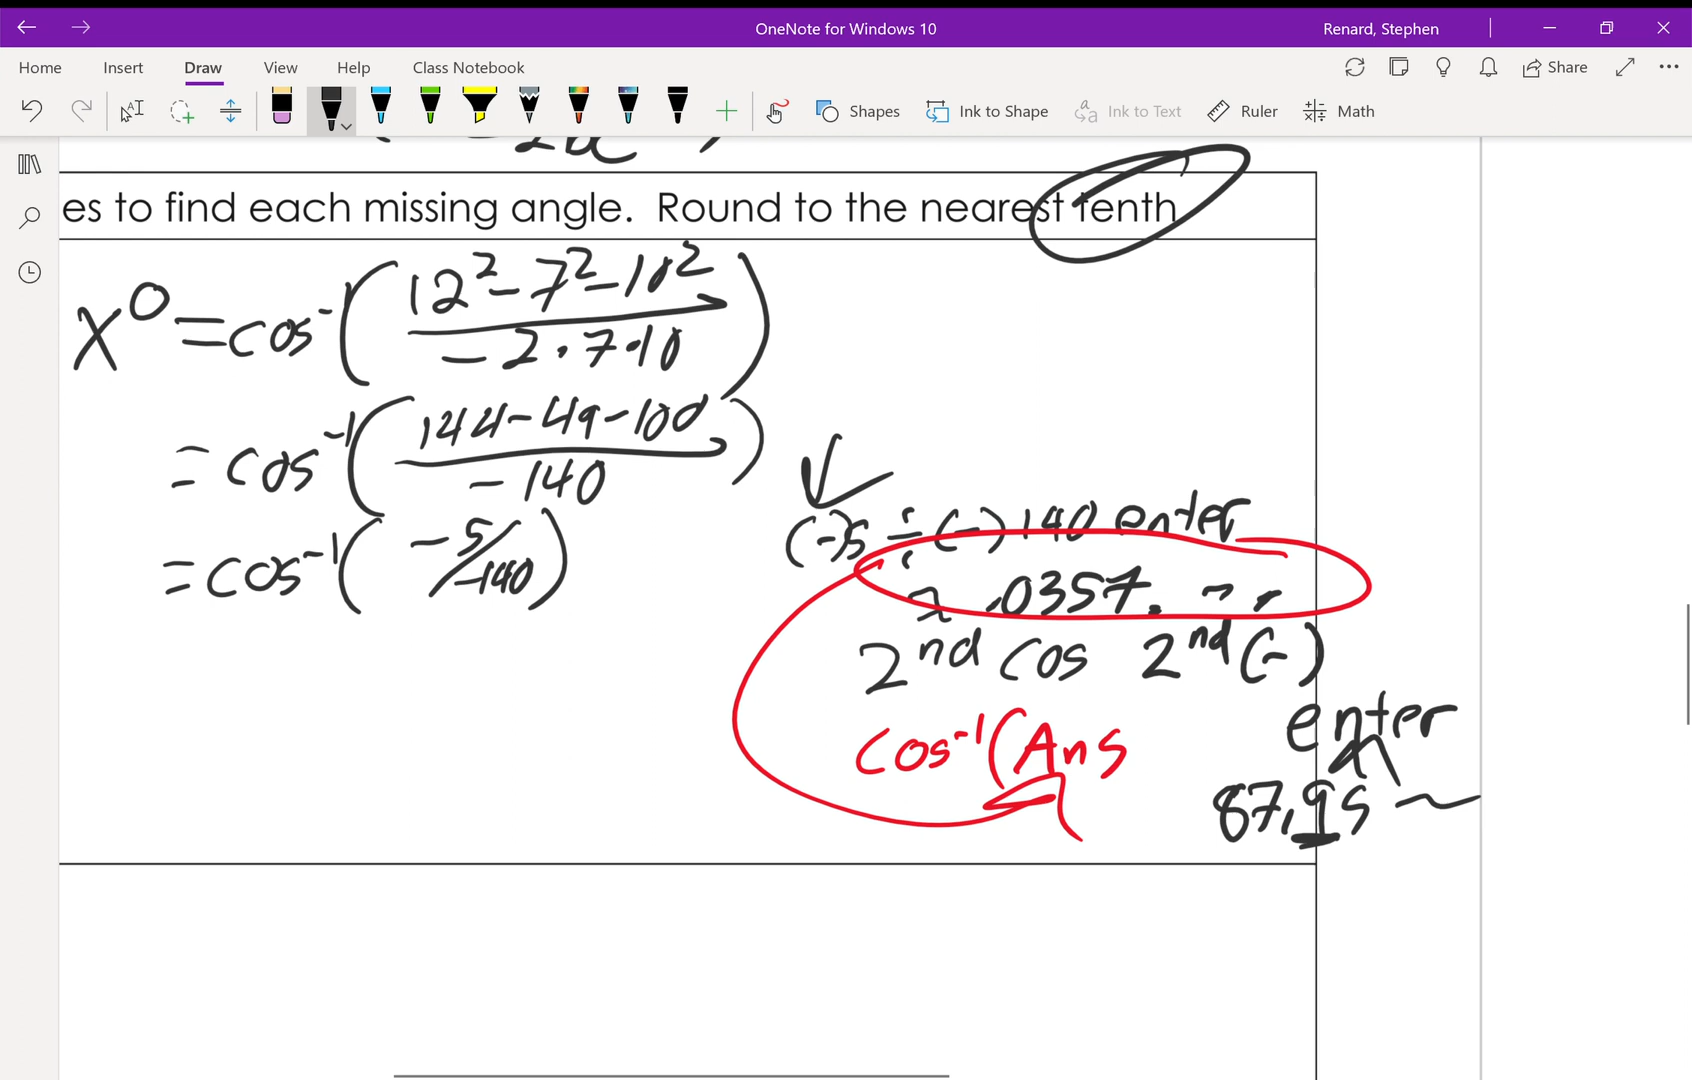 OneNote for Windows 10
Renard, Stephen
Home Insert Draw View Help Class Notebook
Share
Shapes Ink to Shape Ink to Text Ruler Math
es to find each missing angle. Round to the nearest tenth
x° = cos⁻¹((12² - 7² - 10²)/(-2·7·10))
= cos⁻¹((144 - 49 - 100)/(-140))
= cos⁻¹(-5/-140)
(-)5 ÷ (-)140 enter
≈ .0357...
2nd cos 2nd (-)
enter
cos⁻¹(Ans
87.95